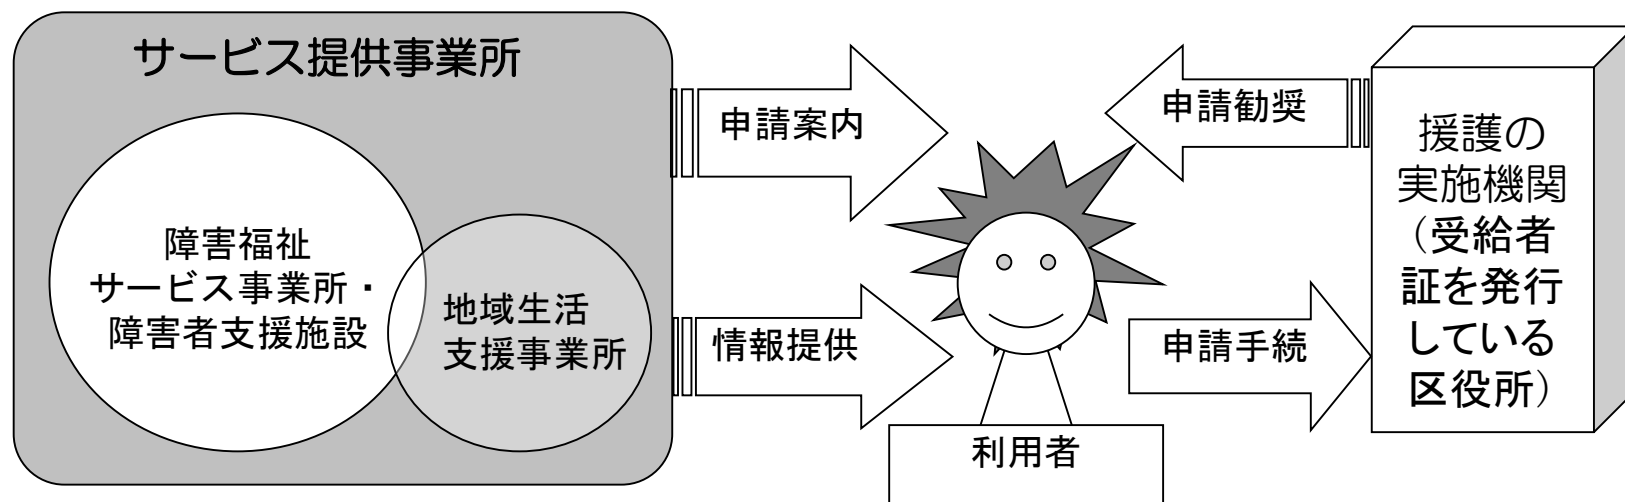 サービス提供事業所
障害福祉
サービス事業所・
障害者支援施設
地域生活
支援事業所
申請案内
情報提供
利用者
申請勧奨
申請手続
援護の
実施機関
（受給者
証を発行
している
区役所）